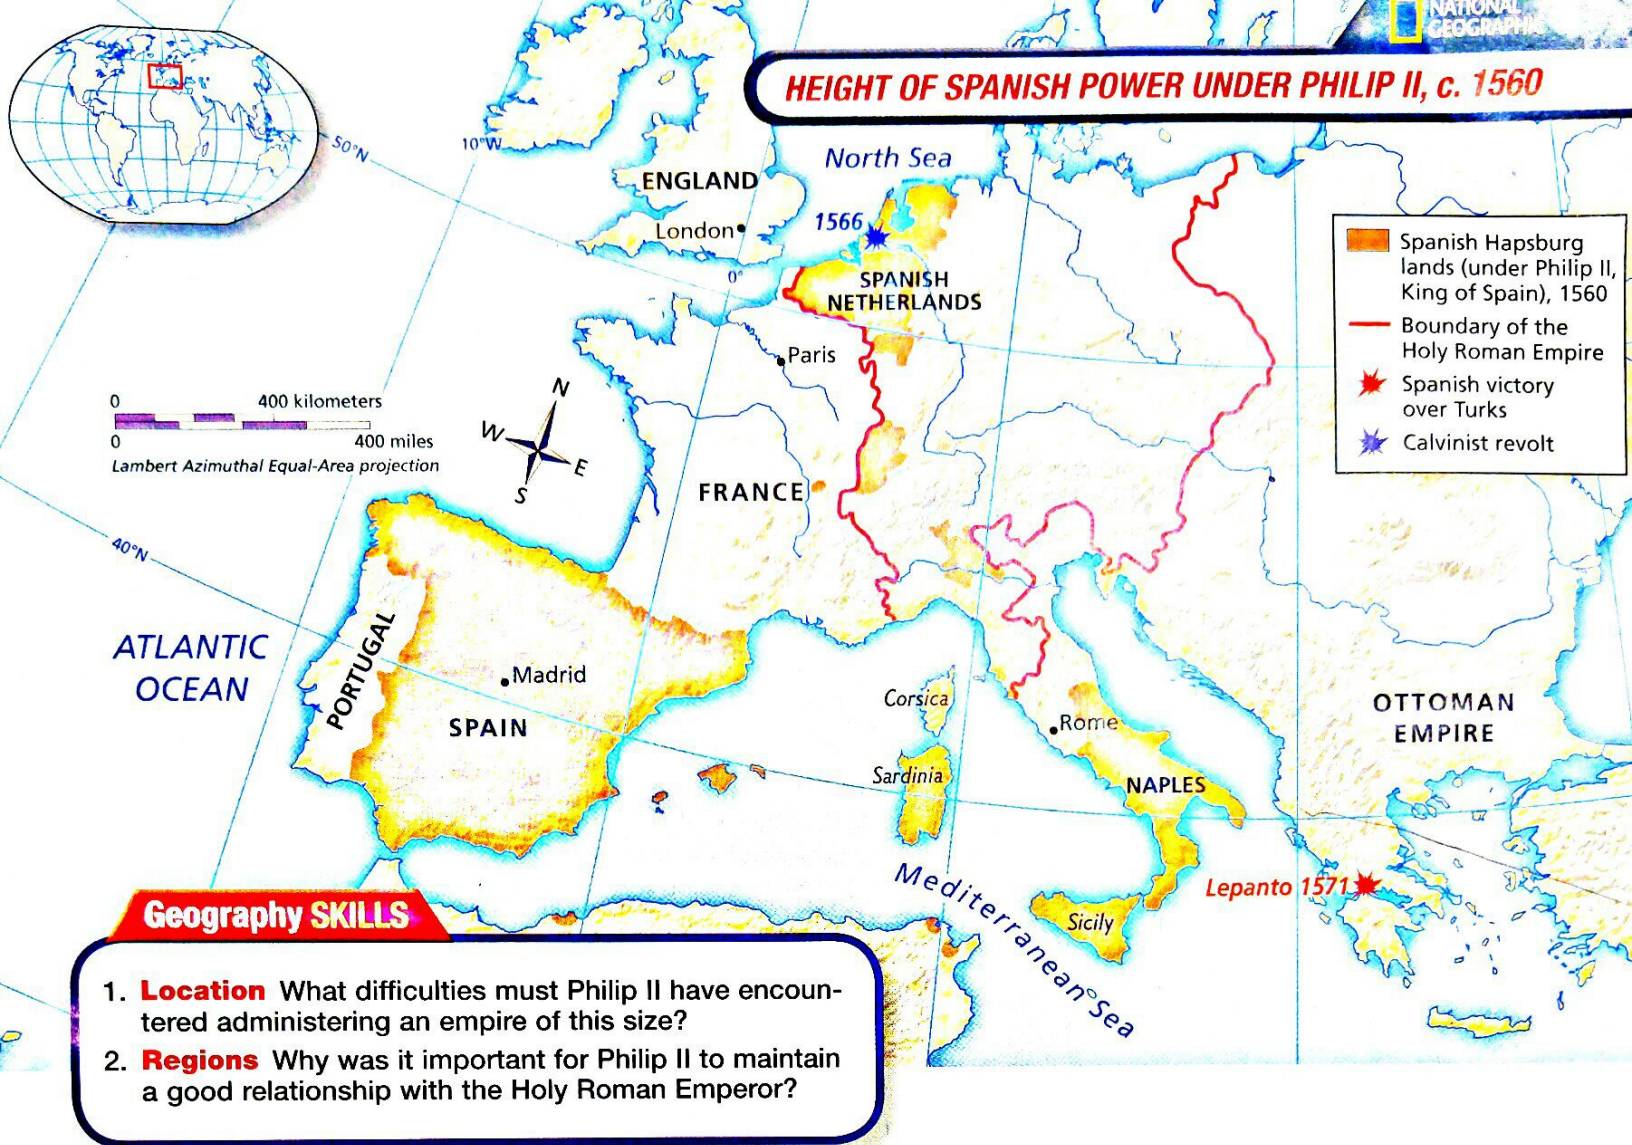 NATIONAL
GEOGRAPHIC
HEIGHT OF SPANISH POWER UNDER PHILIP II, c. 1560
50°N
10°W
North Sea
ENGLAND
London
1566
0°
SPANISH
NETHERLANDS
Paris
Spanish Hapsburg
lands (under Philip II,
King of Spain), 1560
Boundary of the
Holy Roman Empire
Spanish victory
over Turks
Calvinist revolt
0
400 kilometers
0
400 miles
Lambert Azimuthal Equal-Area projection
N
W
E
S
FRANCE
40°N
ATLANTIC
OCEAN
PORTUGAL
Madrid
SPAIN
Corsica
Rome
Sardinia
NAPLES
OTTOMAN
EMPIRE
Mediterranean Sea
Sicily
Lepanto 1571
Geography SKILLS
1. Location What difficulties must Philip II have encoun-
tered administering an empire of this size?
2. Regions Why was it important for Philip II to maintain
a good relationship with the Holy Roman Emperor?